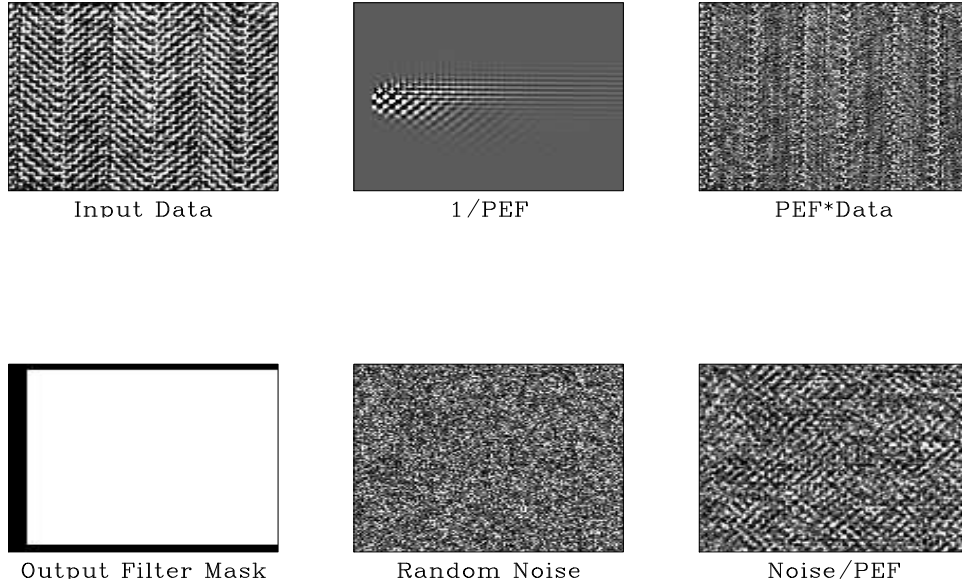 Input Data
1/PEF
PEF*Data
Output Filter Mask
Random Noise
Noise/PEF